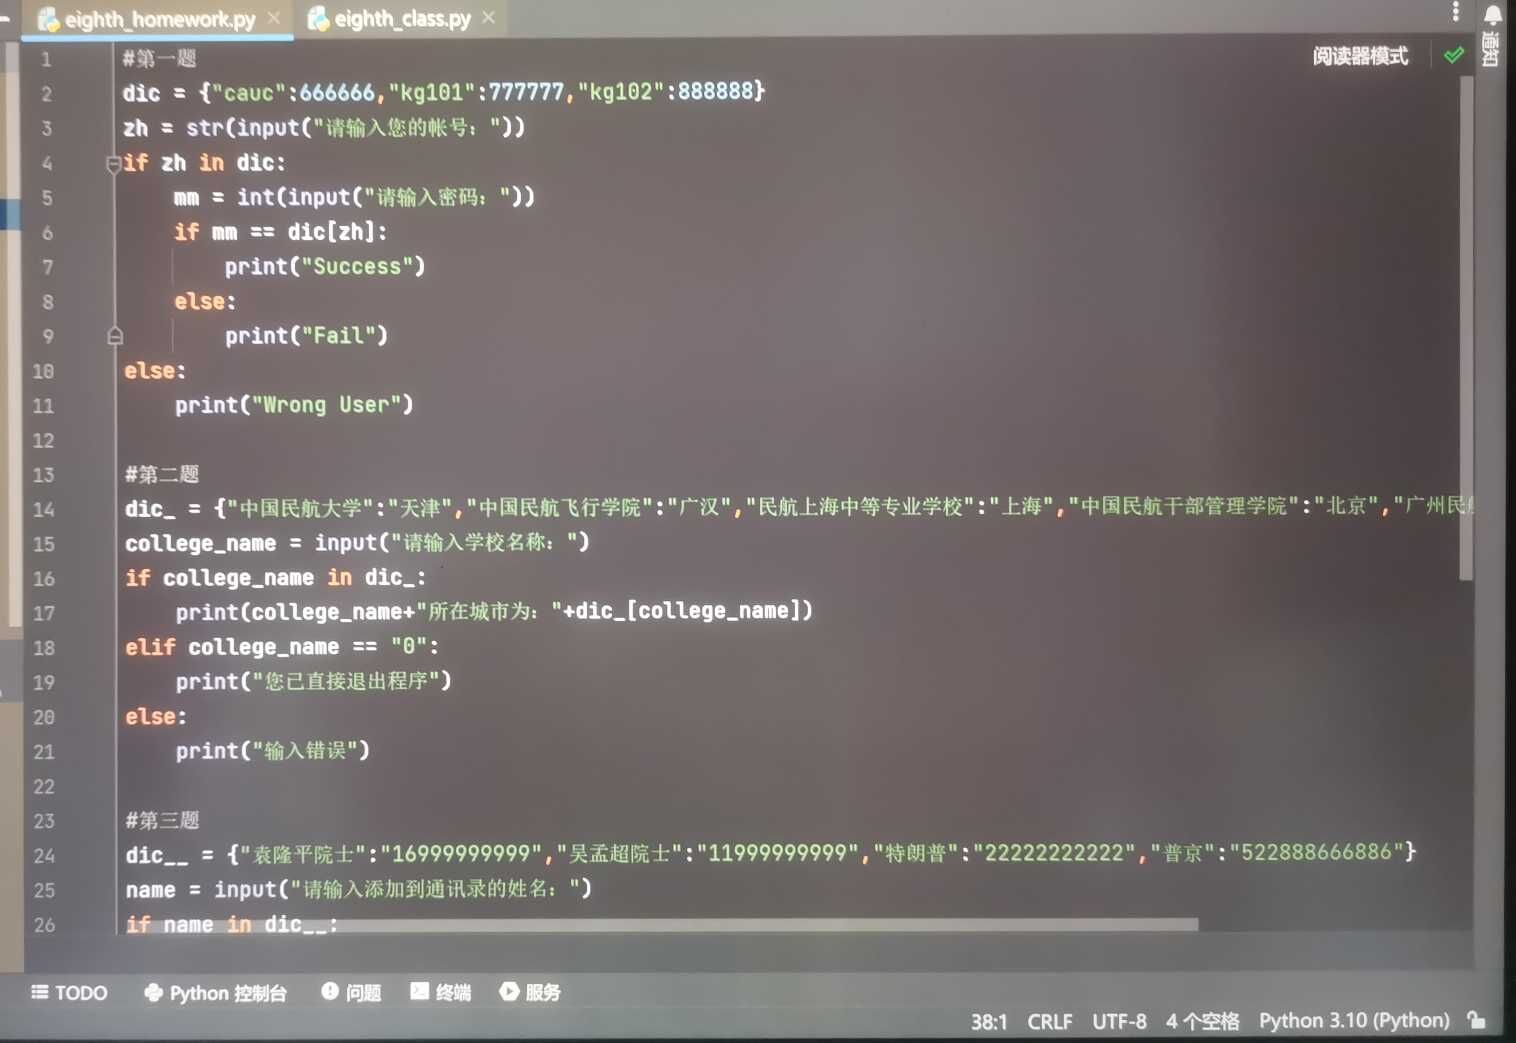 eighth_homework.py
eighth_class.py
阅读器模式
通知
1 #第一题
2 dic = {"cauc":666666,"kg101":777777,"kg102":888888}
3 zh = str(input("请输入您的帐号："))
4 if zh in dic:
5 mm = int(input("请输入密码："))
6 if mm == dic[zh]:
7 print("Success")
8 else:
9 print("Fail")
10 else:
11 print("Wrong User")
12
13 #第二题
14 dic_ = {"中国民航大学":"天津","中国民航飞行学院":"广汉","民航上海中等专业学校":"上海","中国民航干部管理学院":"北京","广州民
15 college_name = input("请输入学校名称：")
16 if college_name in dic_:
17 print(college_name+"所在城市为："+dic_[college_name])
18 elif college_name == "0":
19 print("您已直接退出程序")
20 else:
21 print("输入错误")
22
23 #第三题
24 dic__ = {"袁隆平院士":"16999999999","吴孟超院士":"11999999999","特朗普":"22222222222","普京":"522888666886"}
25 name = input("请输入添加到通讯录的姓名：")
26 if name in dic__:
TODO Python 控制台 问题 终端 服务
38:1 CRLF UTF-8 4 个空格 Python 3.10 (Python)